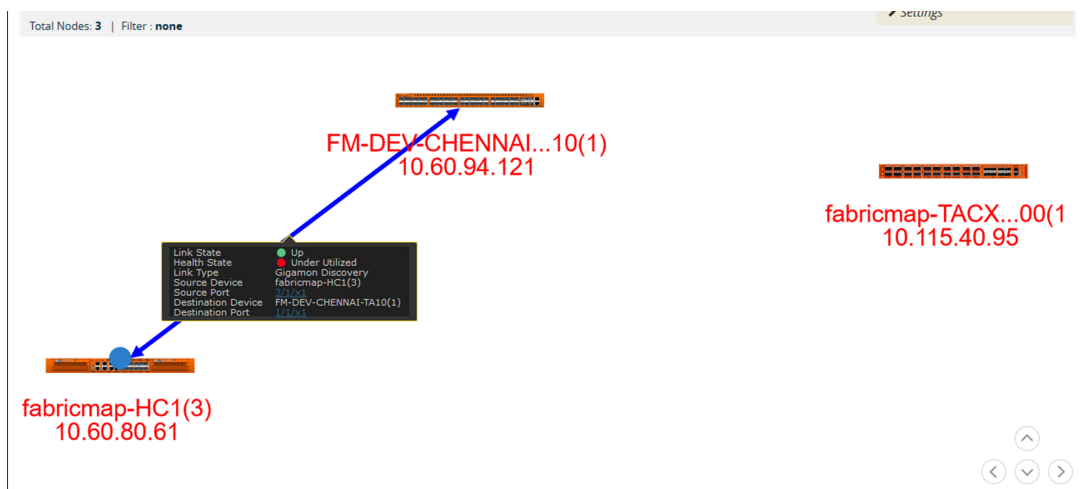 Settings
Total Nodes: 3 | Filter : none
FM-DEV-CHENNAI...10(1)
10.60.94.121
fabricmap-TACX...00(1
10.115.40.95
Link State Up
Health State Under Utilized
Link Type Gigamon Discovery
Source Device fabricmap-HC1(3)
Source Port 3/1/x1
Destination Device FM-DEV-CHENNAI-TA10(1)
Destination Port 1/1/x1
fabricmap-HC1(3)
10.60.80.61